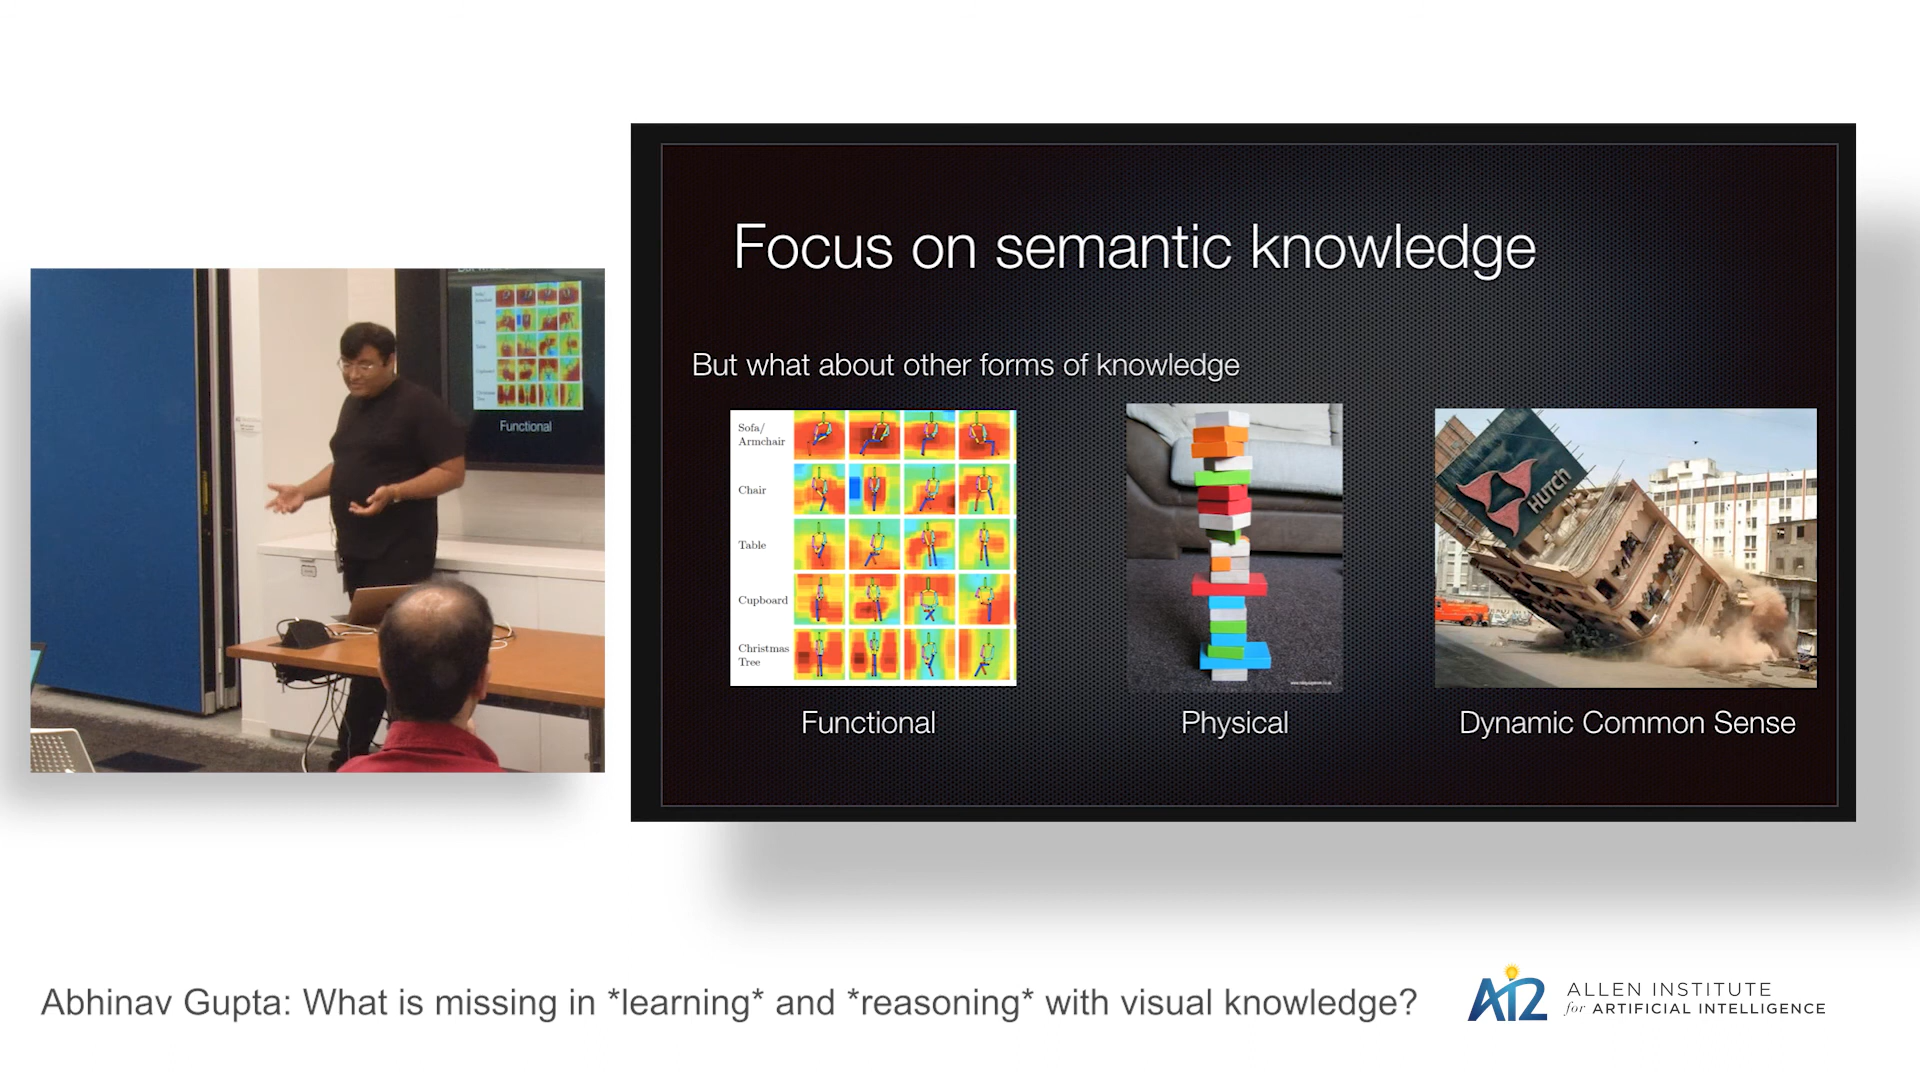 Focus on semantic knowledge
But what about other forms of knowledge
Sofa/
Armchair
Chair
Table
Cupboard
Christmas
Tree
HUTCH
Functional
Physical
Dynamic Common Sense
Functional
Abhinav Gupta: What is missing in *learning* and *reasoning* with visual knowledge?
AI2
ALLEN INSTITUTE
for ARTIFICIAL INTELLIGENCE